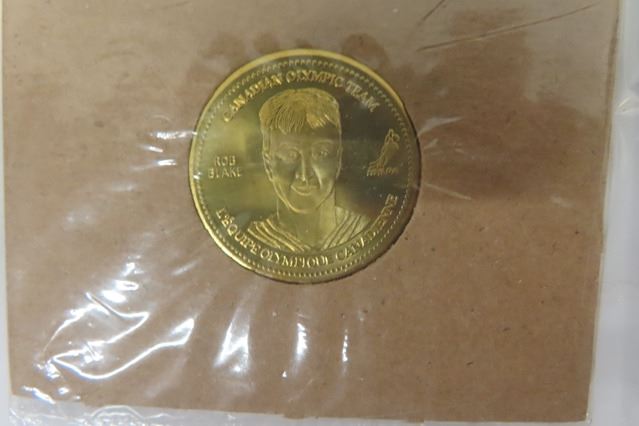 CANADIAN OLYMPIC TEAM
ROB
BLAKE
L'ÉQUIPE OLYMPIQUE CANADIENNE